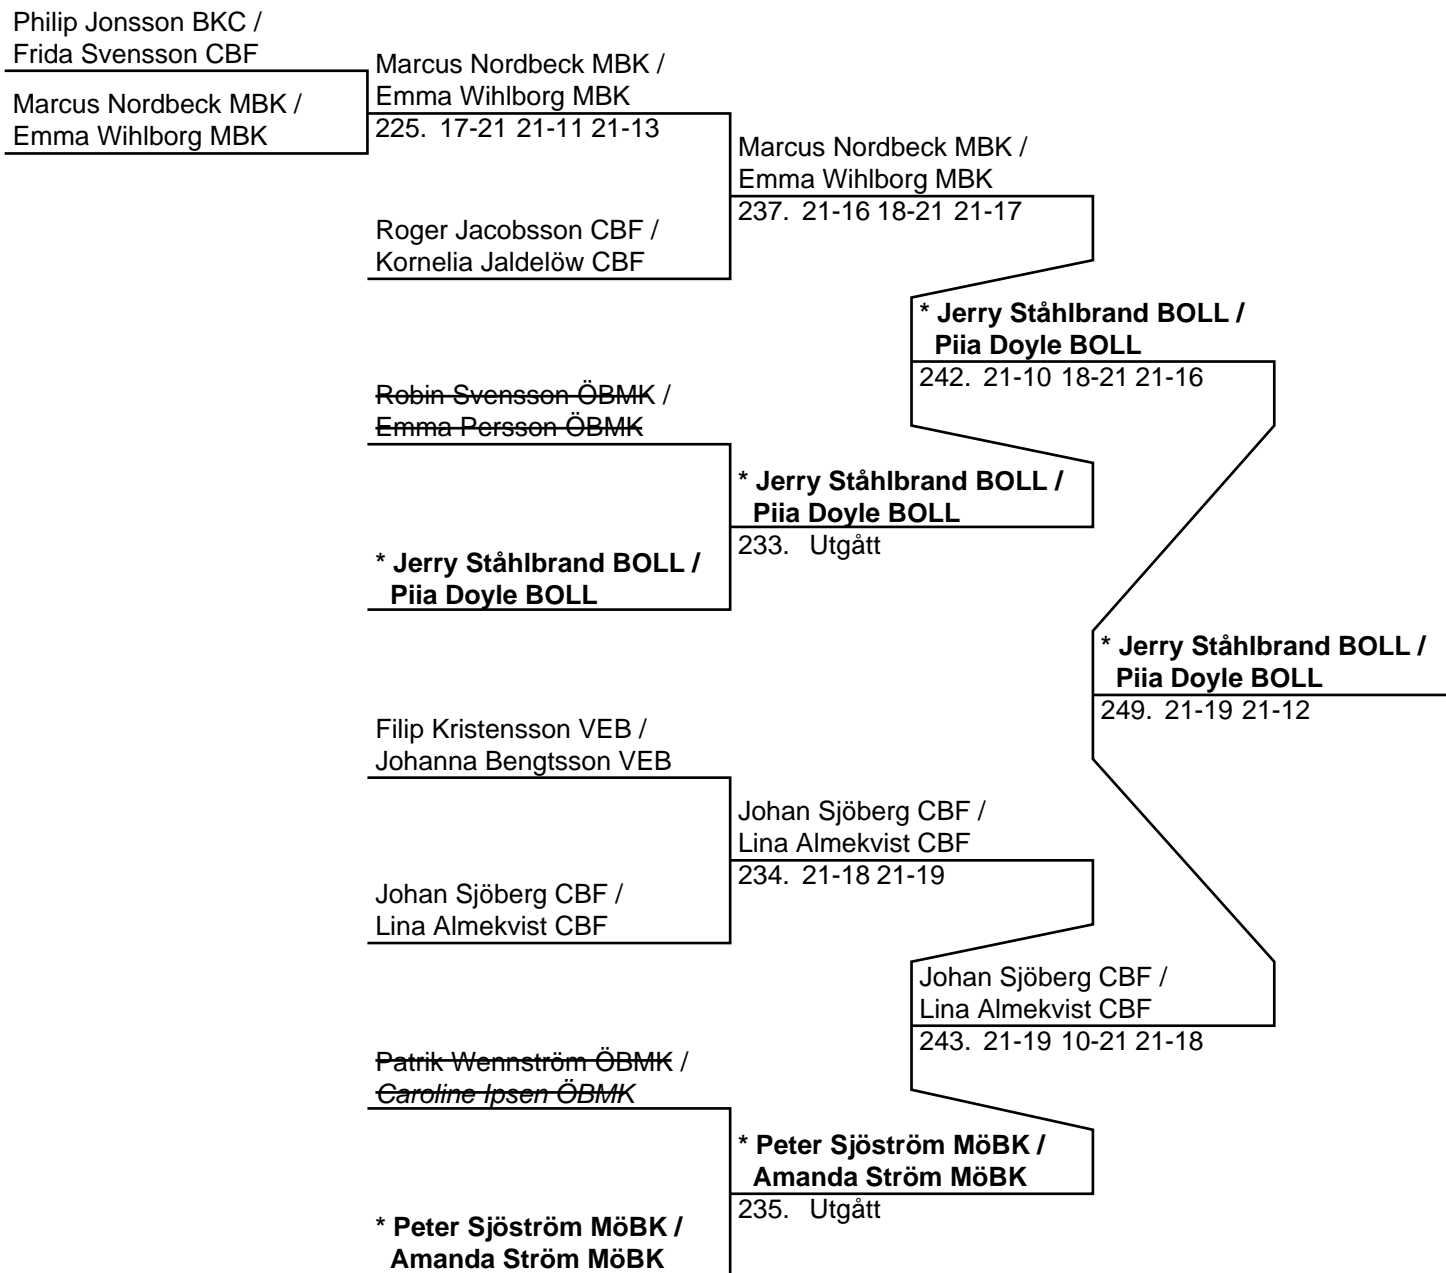 Philip Jonsson BKC /
Frida Svensson CBF
Marcus Nordbeck MBK /
Emma Wihlborg MBK
Marcus Nordbeck MBK /
Emma Wihlborg MBK
225. 17-21 21-11 21-13
Roger Jacobsson CBF /
Kornelia Jaldelöw CBF
Marcus Nordbeck MBK /
Emma Wihlborg MBK
237. 21-16 18-21 21-17
Robin Svensson ÖBMK /
Emma Persson ÖBMK
* Jerry Ståhlbrand BOLL /
Piia Doyle BOLL
* Jerry Ståhlbrand BOLL /
Piia Doyle BOLL
233. Utgått
* Jerry Ståhlbrand BOLL /
Piia Doyle BOLL
242. 21-10 18-21 21-16
Filip Kristensson VEB /
Johanna Bengtsson VEB
Johan Sjöberg CBF /
Lina Almekvist CBF
Johan Sjöberg CBF /
Lina Almekvist CBF
234. 21-18 21-19
Patrik Wennström ÖBMK /
Caroline Ipsen ÖBMK
* Peter Sjöström MöBK /
Amanda Ström MöBK
* Peter Sjöström MöBK /
Amanda Ström MöBK
235. Utgått
Johan Sjöberg CBF /
Lina Almekvist CBF
243. 21-19 10-21 21-18
* Jerry Ståhlbrand BOLL /
Piia Doyle BOLL
249. 21-19 21-12